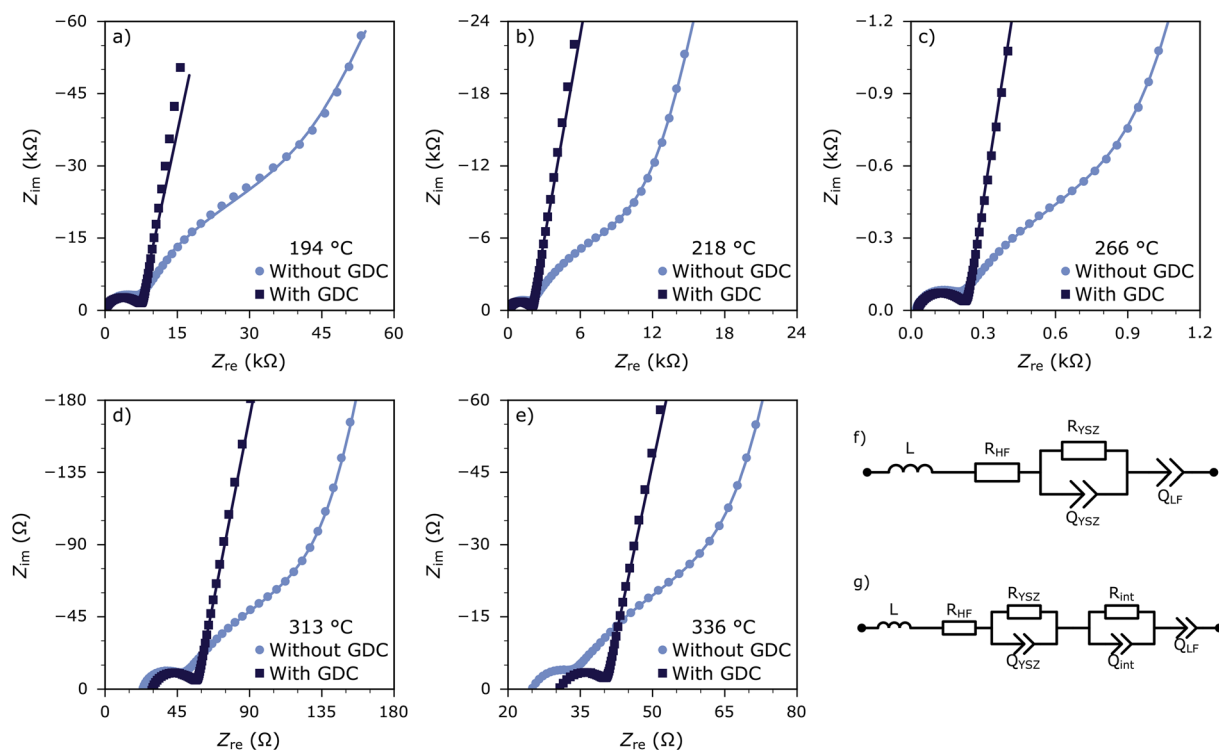 a)
−60
−45
−30
−15
0
Zim (kΩ)
194 °C
Without GDC
With GDC
0 15 30 45 60
Zre (kΩ)
b)
−24
−18
−12
−6
0
Zim (kΩ)
218 °C
Without GDC
With GDC
0 6 12 18 24
Zre (kΩ)
c)
−1.2
−0.9
−0.6
−0.3
0.0
Zim (kΩ)
266 °C
Without GDC
With GDC
0.0 0.3 0.6 0.9 1.2
Zre (kΩ)
d)
−180
−135
−90
−45
0
Zim (Ω)
313 °C
Without GDC
With GDC
0 45 90 135 180
Zre (Ω)
e)
−60
−45
−30
−15
0
Zim (Ω)
336 °C
Without GDC
With GDC
20 35 50 65 80
Zre (Ω)
f)
L
RHF
RYSZ
QYSZ
QLF
g)
L
RHF
RYSZ
QYSZ
Rint
Qint
QLF